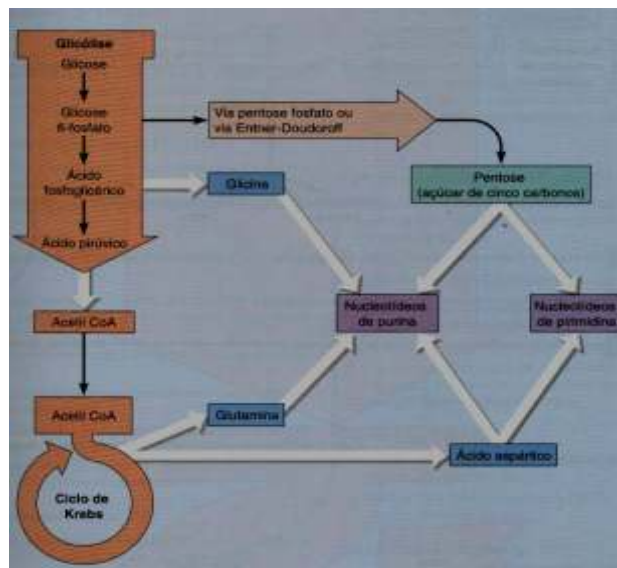 Glicólise
Glicose
Glicose
6-fosfato
Ácido
fosfoglicérico
Ácido pirúvico
Via pentose fosfato ou
via Entner-Doudoroff
Pentose
(açúcar de cinco carbonos)
Glicina
Nucleotídeos
de purina
Nucleotídeos
de pirimidina
Acetil CoA
Acetil CoA
Glutamina
Ácido aspártico
Ciclo de
Krebs